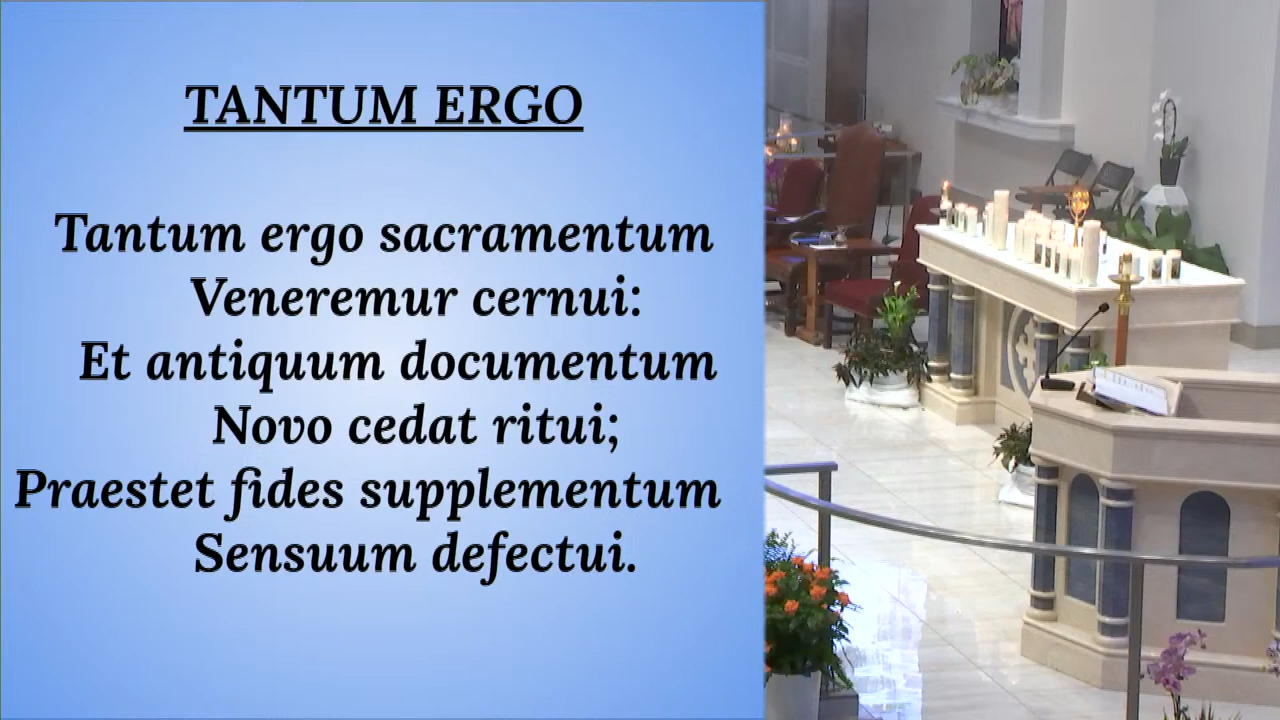 TANTUM ERGO
Tantum ergo sacramentum
Veneremur cernui:
Et antiquum documentum
Novo cedat ritui;
Praestet fides supplementum
Sensuum defectui.